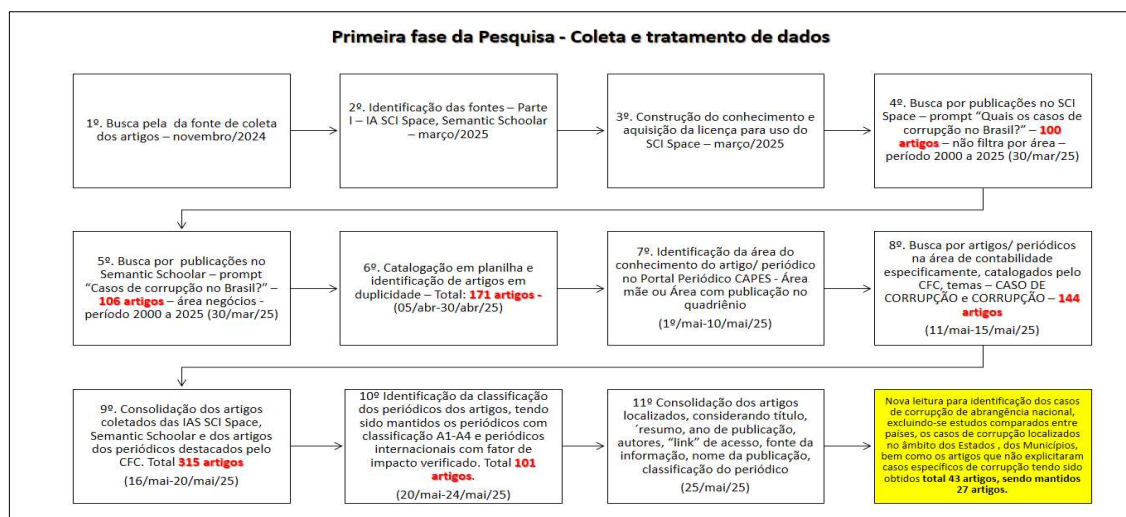 Primeira fase da Pesquisa - Coleta e tratamento de dados
1º. Busca pela  da fonte de coleta
dos artigos – novembro/2024
2º. Identificação das fontes – Parte
I – IA SCI Space, Semantic Schoolar
– março/2025
3º. Construção do conhecimento e
aquisição da licença para uso do
SCI Space – março/2025
4º. Busca por publicações no SCI
Space – prompt “Quais os casos de
corrupção no Brasil?” – 100
artigos – não filtra por área –
período 2000 a 2025 (30/mar/25)
5º. Busca por  publicações no
Semantic Schoolar – prompt
“Casos de corrupção no Brasil?” –
106 artigos – área negócios -
período 2000 a 2025 (30/mar/25)
6º. Catalogação em planilha e
identificação de artigos em
duplicidade – Total: 171 artigos -
(05/abr-30/abr/25)
7º. Identificação da área do
conhecimento do artigo/ periódico
no Portal Periódico CAPES - Área
mãe ou Área com publicação no
quadriênio
(1º/mai-10/mai/25)
8º. Busca por artigos/ periódicos
na área de contabilidade
especificamente, catalogados pelo
CFC, temas – CASO DE
CORRUPÇÃO e CORRUPÇÃO – 144
artigos
(11/mai-15/mai/25)
9º. Consolidação dos artigos
coletados das IAS SCI Space,
Semantic Schoolar e dos artigos
dos periódicos destacados pelo
CFC. Total 315 artigos
(16/mai-20/mai/25)
10º Identificação da classificação
dos periódicos dos artigos, tendo
sido mantidos os periódicos com
classificação A1-A4 e periódicos
internacionais com fator de
impacto verificado. Total 101
artigos.
(20/mai-24/mai/25)
11º Consolidação dos artigos
localizados, considerando título,
´resumo, ano de publicação,
autores, “link” de acesso, fonte da
informação, nome da publicação,
classificação do periódico
(25/mai/25)
Nova leitura para identificação dos casos
de corrupção de abrangência nacional,
excluindo-se estudos comparados entre
países, os casos de corrupção localizados
no âmbito dos Estados , dos Municípios,
bem como os artigos que não explicitaram
casos específicos de corrupção tendo sido
obtidos total 43 artigos, sendo mantidos
27 artigos.